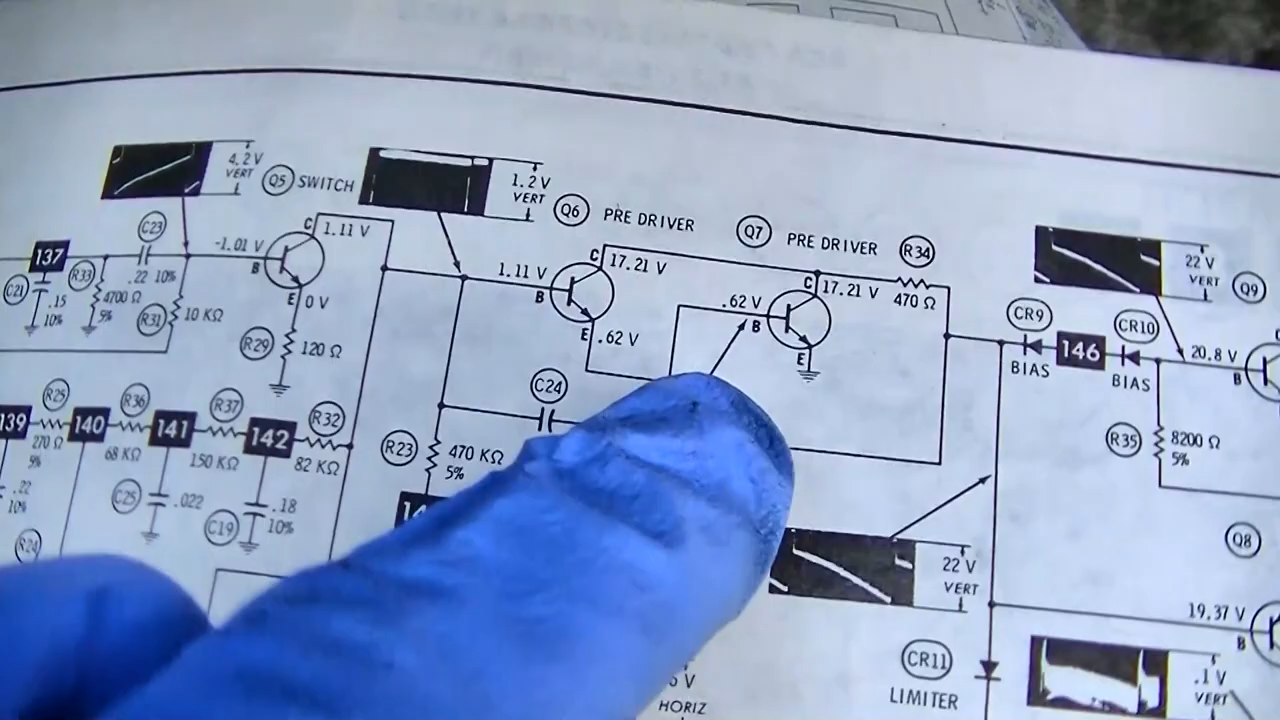 4.2 V
VERT
Q5 SWITCH
1.2 V
VERT
Q6 PRE DRIVER
Q7 PRE DRIVER
R34
470 Ω
22 V
VERT
Q9
137
C23
.22 10%
-1.01 V
B
C
1.11 V
E
0 V
C21
.15
10%
R33
4700 Ω
5%
R31
10 KΩ
R29
120 Ω
1.11 V
B
C
17.21 V
E
.62 V
.62 V
B
C
17.21 V
E
CR9
BIAS
146
CR10
BIAS
20.8 V
B
C
R35
8200 Ω
5%
139
R25
270 Ω
5%
140
R36
68 KΩ
141
R37
150 KΩ
142
R32
82 KΩ
C25
.022
C19
.18
10%
.22
10%
R24
C24
R23
470 KΩ
5%
22 V
VERT
Q8
19.37 V
B
CR11
LIMITER
.1 V
VERT
V
HORIZ